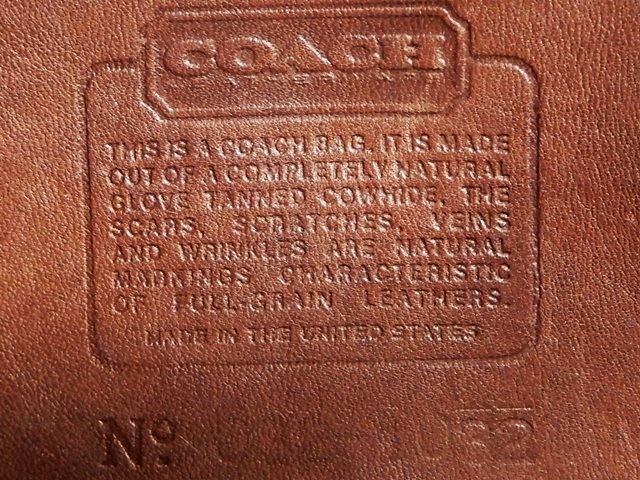 COACH
THIS IS A COACH BAG. IT IS MADE
OUT OF A COMPLETELY NATURAL
GLOVE TANNED COWHIDE, THE
SCARS, SCRATCHES, VEINS
AND WRINKLES ARE NATURAL
MARKINGS CHARACTERISTIC
OF FULL-GRAIN LEATHERS.
MADE IN THE UNITED STATES
No